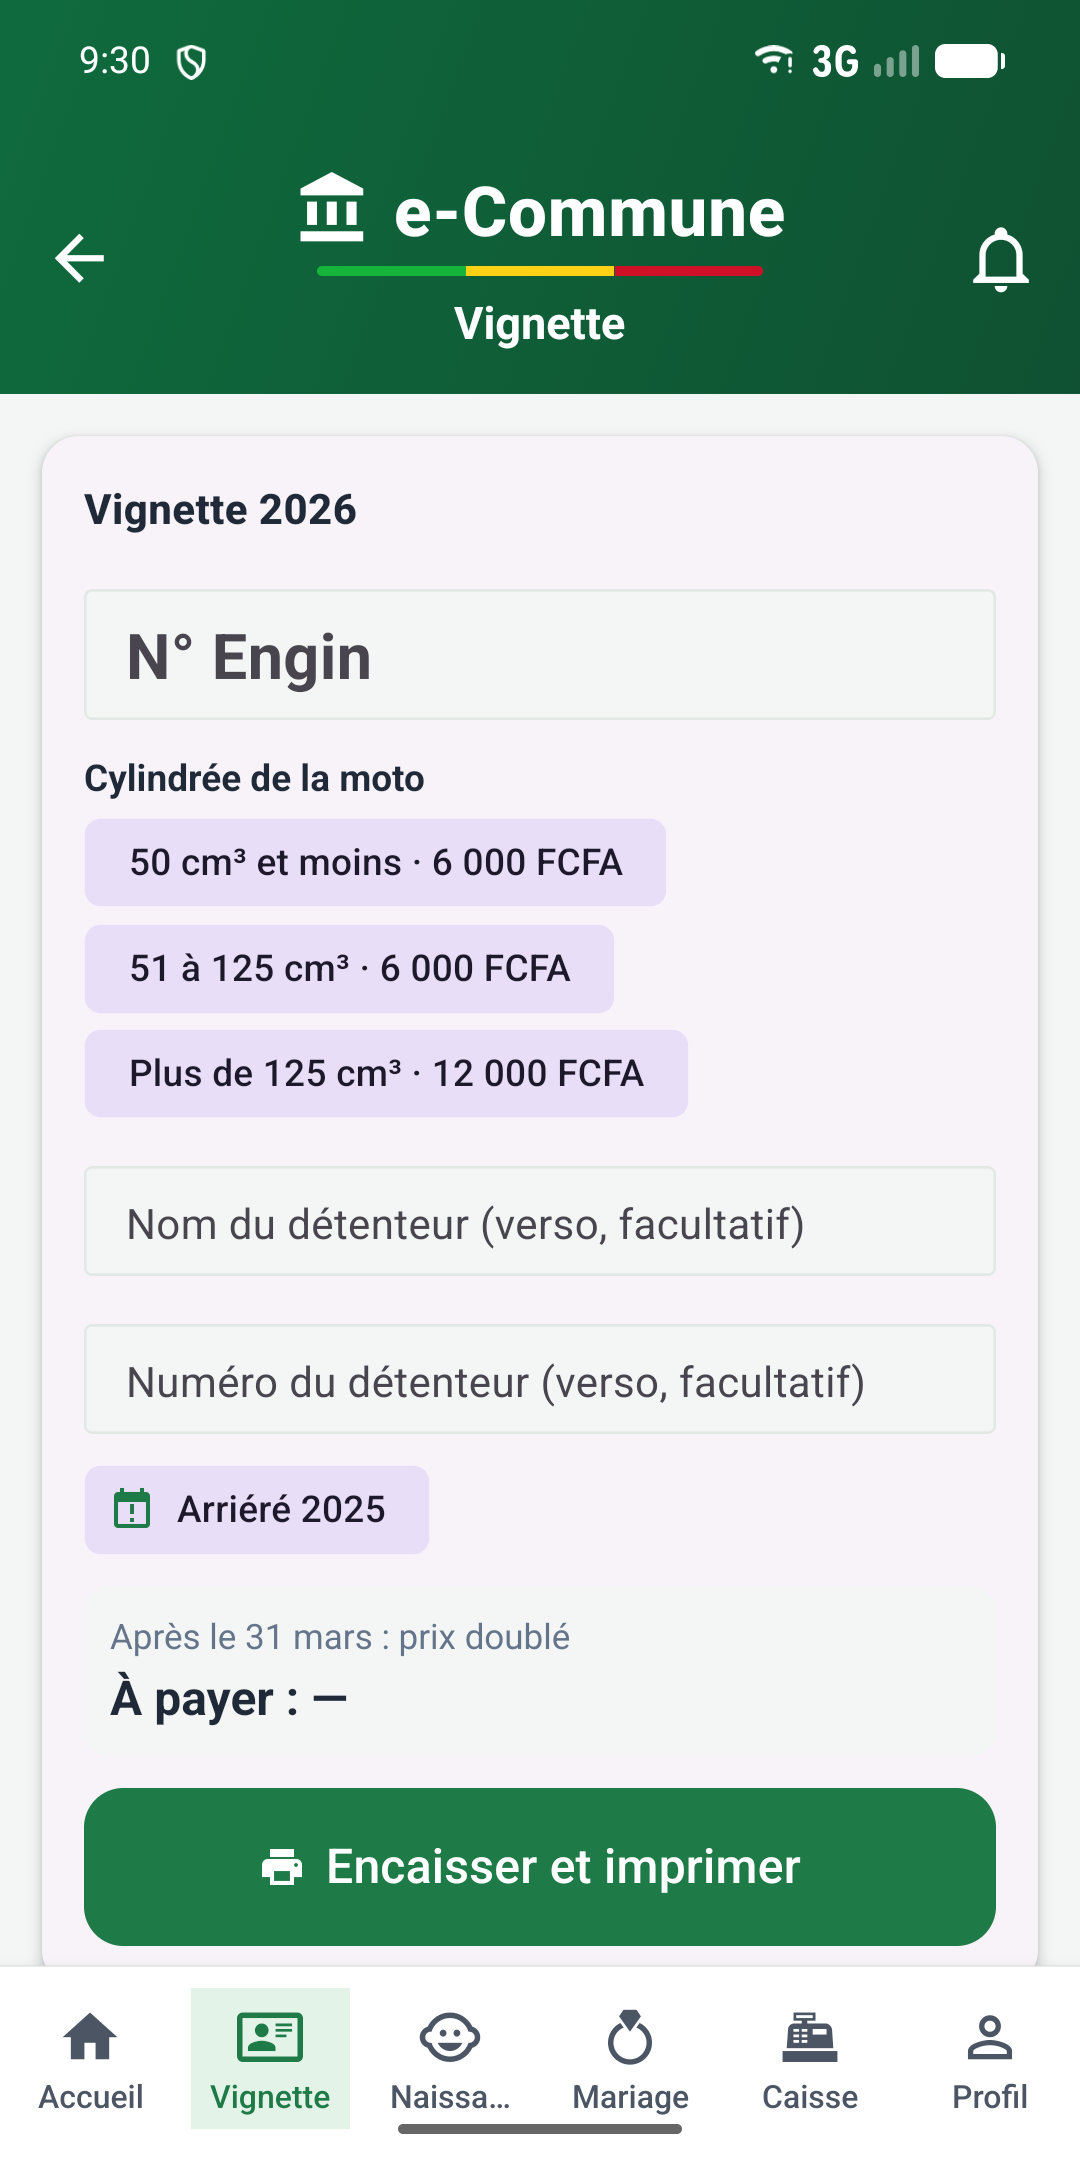 9:30
3G
e-Commune
Vignette
Vignette 2026
N° Engin
Cylindrée de la moto
50 cm³ et moins · 6 000 FCFA
51 à 125 cm³ · 6 000 FCFA
Plus de 125 cm³ · 12 000 FCFA
Nom du détenteur (verso, facultatif)
Numéro du détenteur (verso, facultatif)
Arriéré 2025
Après le 31 mars : prix doublé
À payer : —
Encaisser et imprimer
Accueil
Vignette
Naissa...
Mariage
Caisse
Profil